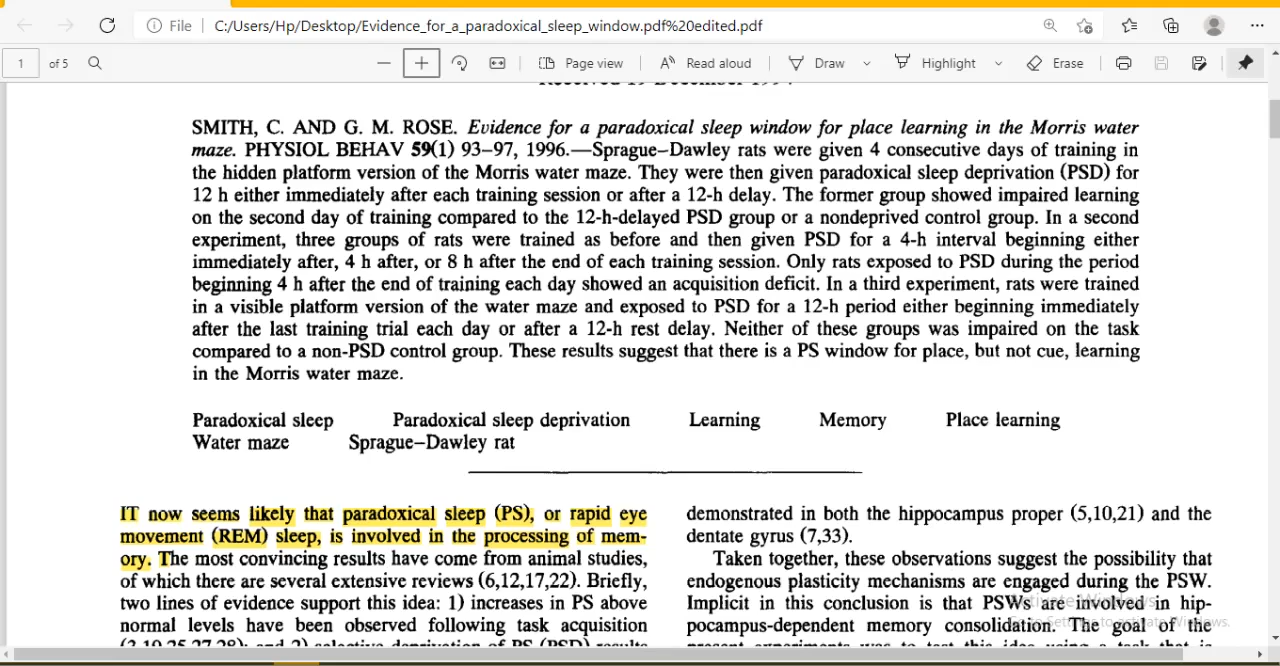 File C:/Users/Hp/Desktop/Evidence_for_a_paradoxical_sleep_window.pdf%20edited.pdf
1 of 5 Page view Read aloud Draw Highlight Erase
SMITH, C. AND G. M. ROSE. Evidence for a paradoxical sleep window for place learning in the Morris water
maze. PHYSIOL BEHAV 59(1) 93–97, 1996.—Sprague–Dawley rats were given 4 consecutive days of training in
the hidden platform version of the Morris water maze. They were then given paradoxical sleep deprivation (PSD) for
12 h either immediately after each training session or after a 12-h delay. The former group showed impaired learning
on the second day of training compared to the 12-h-delayed PSD group or a nondeprived control group. In a second
experiment, three groups of rats were trained as before and then given PSD for a 4-h interval beginning either
immediately after, 4 h after, or 8 h after the end of each training session. Only rats exposed to PSD during the period
beginning 4 h after the end of training each day showed an acquisition deficit. In a third experiment, rats were trained
in a visible platform version of the water maze and exposed to PSD for a 12-h period either beginning immediately
after the last training trial each day or after a 12-h rest delay. Neither of these groups was impaired on the task
compared to a non-PSD control group. These results suggest that there is a PS window for place, but not cue, learning
in the Morris water maze.
Paradoxical sleep Paradoxical sleep deprivation Learning Memory Place learning
Water maze Sprague–Dawley rat
IT now seems likely that paradoxical sleep (PS), or rapid eye
movement (REM) sleep, is involved in the processing of mem-
ory. The most convincing results have come from animal studies,
of which there are several extensive reviews (6,12,17,22). Briefly,
two lines of evidence support this idea: 1) increases in PS above
normal levels have been observed following task acquisition
demonstrated in both the hippocampus proper (5,10,21) and the
dentate gyrus (7,33).
Taken together, these observations suggest the possibility that
endogenous plasticity mechanisms are engaged during the PSW.
Implicit in this conclusion is that PSWs are involved in hip-
pocampus-dependent memory consolidation. The goal of the
Activate Windows
Go to Settings to activate Windows.